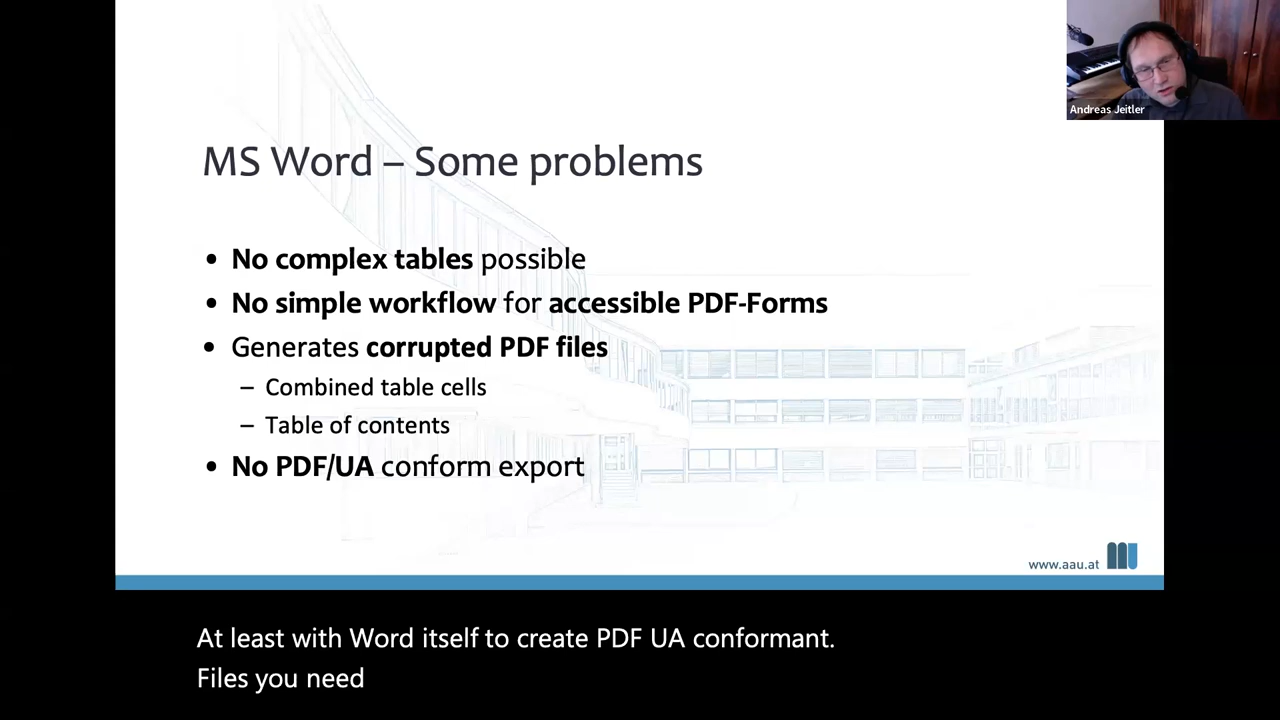 Andreas Jeitler
MS Word – Some problems
• No complex tables possible
• No simple workflow for accessible PDF-Forms
• Generates corrupted PDF files
– Combined table cells
– Table of contents
• No PDF/UA conform export
www.aau.at
At least with Word itself to create PDF UA conformant.
Files you need